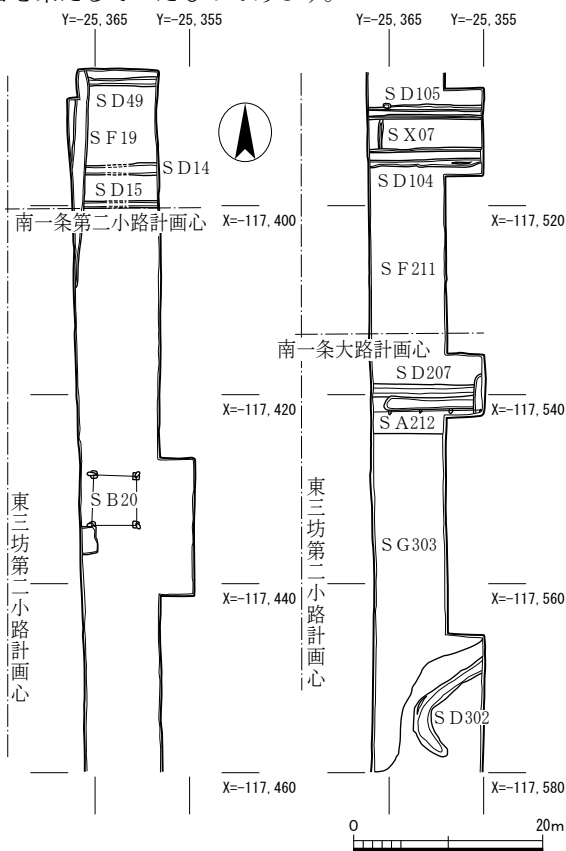 Y=-25,365 Y=-25,355
SD49
SF19
SD14
SD15
南一条第二小路計画心
X=-117,400
X=-117,420
SB20
東三坊第二小路計画心
X=-117,440
X=-117,460
Y=-25,365 Y=-25,355
SD105
SX07
SD104
X=-117,520
SF211
南一条大路計画心
SD207
X=-117,540
SA212
東三坊第二小路計画心
SG303
X=-117,560
SD302
X=-117,580
0 20m